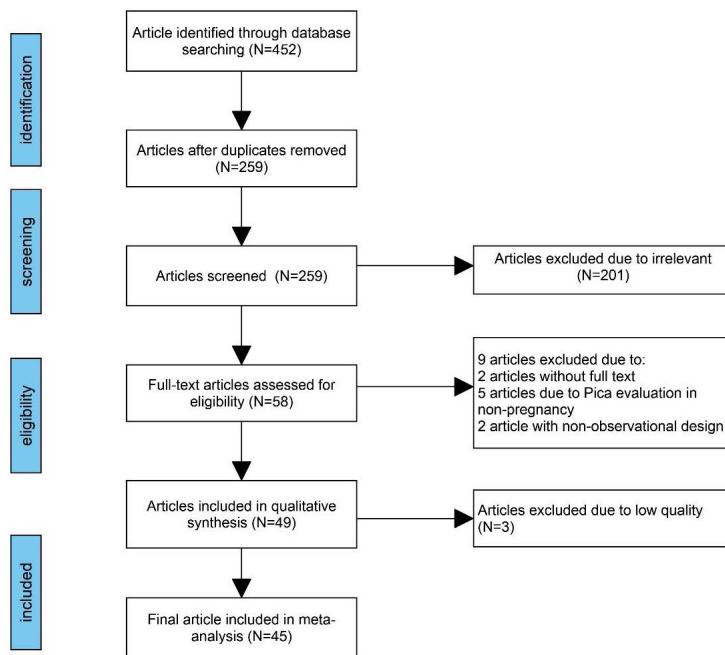 identification
Article identified through database
searching (N=452)
Articles after duplicates removed
(N=259)
screening
Articles screened (N=259)
Articles excluded due to irrelevant
(N=201)
eligibility
Full-text articles assessed for
eligibility (N=58)
9 articles excluded due to:
2 articles without full text
5 articles due to Pica evaluation in
non-pregnancy
2 article with non-observational design
Articles included in qualitative
synthesis (N=49)
Articles excluded due to low quality
(N=3)
included
Final article included in meta-
analysis (N=45)